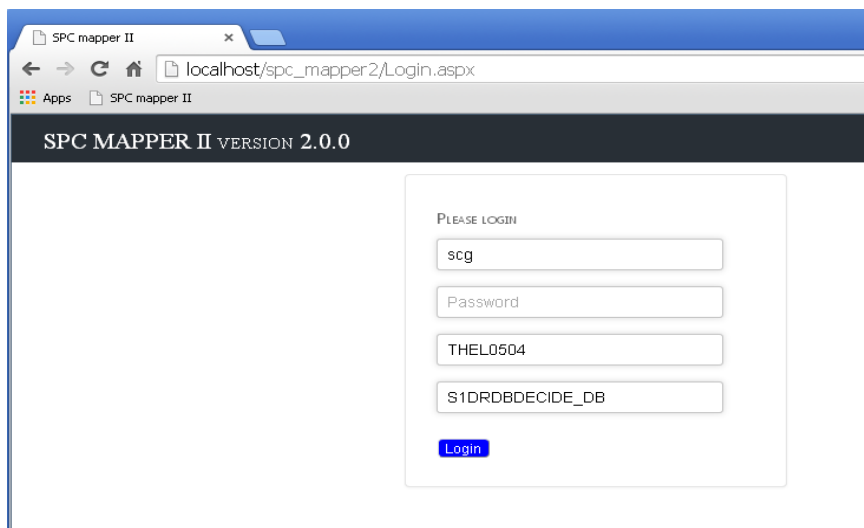 SPC mapper II
localhost/spc_mapper2/Login.aspx
Apps SPC mapper II
SPC MAPPER II VERSION 2.0.0
PLEASE LOGIN
scg
Password
THEL0504
S1DRDBDECIDE_DB
Login